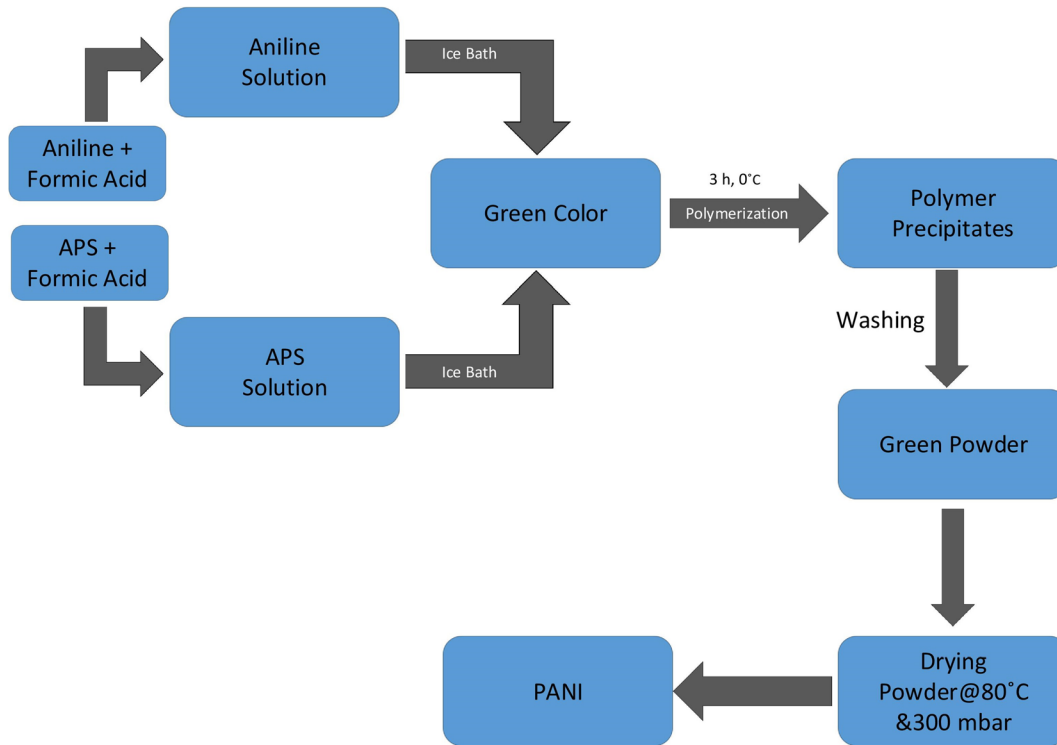 Aniline
Solution
Ice Bath
Aniline +
Formic Acid
APS +
Formic Acid
Green Color
3 h, 0˚C
Polymerization
Polymer
Precipitates
APS
Solution
Ice Bath
Washing
Green Powder
Drying
Powder@80˚C
&300 mbar
PANI